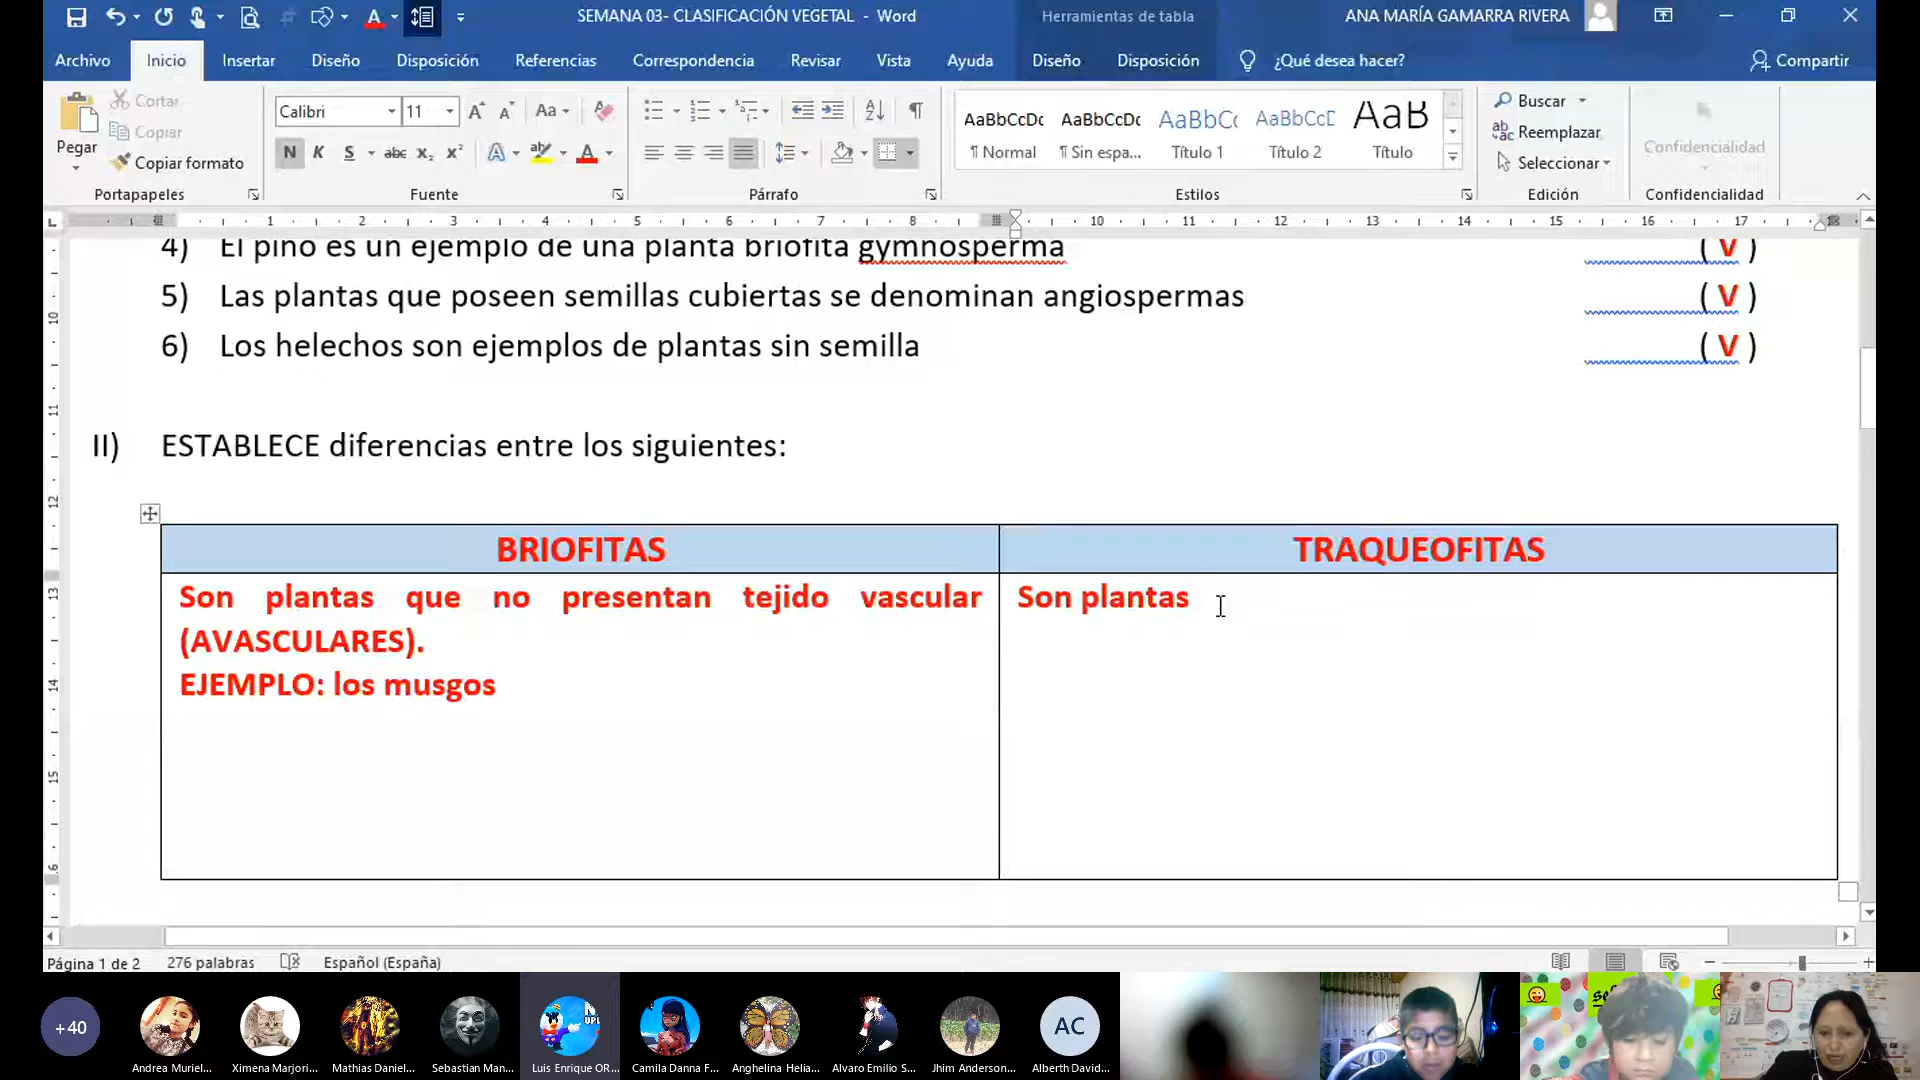 SEMANA 03- CLASIFICACIÓN VEGETAL - Word
Herramientas de tabla
ANA MARÍA GAMARRA RIVERA
Archivo
Inicio
Insertar
Diseño
Disposición
Referencias
Correspondencia
Revisar
Vista
Ayuda
Diseño
Disposición
¿Qué desea hacer?
Compartir
Pegar
Cortar
Copiar
Copiar formato
Portapapeles
Calibri
11
Fuente
Párrafo
AaBbCcDc
¶ Normal
AaBbCcDc
¶ Sin espa...
AaBbCc
Título 1
AaBbCcD
Título 2
AaB
Título
Estilos
Buscar
Reemplazar
Seleccionar
Edición
Confidencialidad
Confidencialidad
4) El pino es un ejemplo de una planta briofita gymnosperma ( V )
5) Las plantas que poseen semillas cubiertas se denominan angiospermas ( V )
6) Los helechos son ejemplos de plantas sin semilla ( V )
II) ESTABLECE diferencias entre los siguientes:
BRIOFITAS
TRAQUEOFITAS
Son plantas que no presentan tejido vascular
(AVASCULARES).
EJEMPLO: los musgos
Son plantas
Página 1 de 2
276 palabras
Español (España)
+40
Andrea Muriel...
Ximena Marjori...
Mathias Daniel...
Sebastian Man...
Luis Enrique OR...
Camila Danna F...
Anghelina Helia...
Alvaro Emilio S...
Jhim Anderson...
AC
Alberth David...